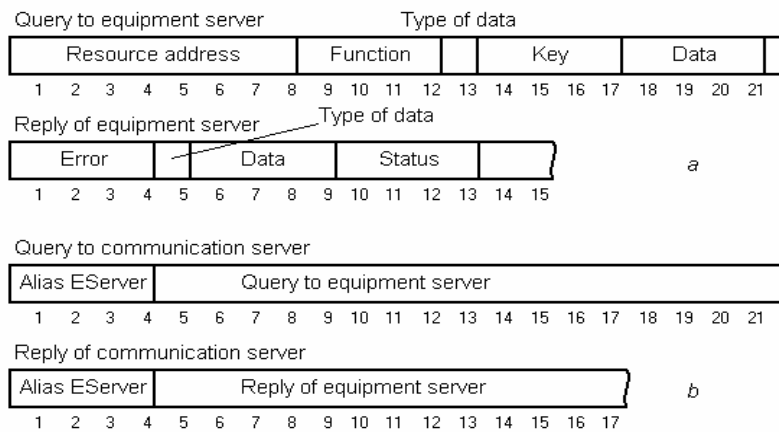 Query to equipment server Type of data
Resource address Function Key Data
1 2 3 4 5 6 7 8 9 10 11 12 13 14 15 16 17 18 19 20 21
Reply of equipment server Type of data
Error Data Status a
1 2 3 4 5 6 7 8 9 10 11 12 13 15
Query to communication server
Alias EServer Query to equipment server
1 2 3 4 5 6 7 8 9 10 11 12 13 14 15 16 17 18 19 20 21
Reply of communication server
Alias EServer Reply of equipment server b
1 2 3 4 5 6 7 8 9 10 11 12 13 14 15 16 17